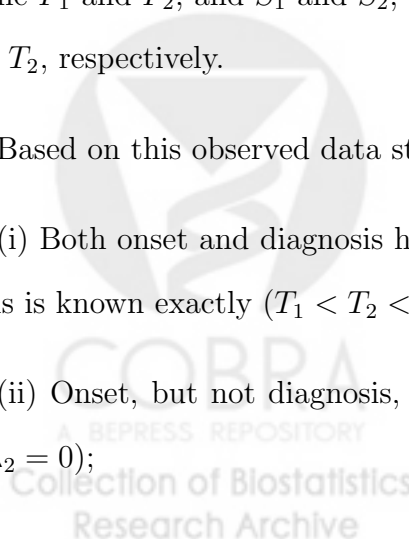 T₁ and T₂, and S₁ and S₂,
T₂, respectively.
Based on this observed data
(i) Both onset and diagnosis
is known exactly (T₁ < T₂ <
(ii) Onset, but not diagnosis,
₂ = 0);
COBRA
A BEPRESS REPOSITORY
Collection of Biostatistics
Research Archive